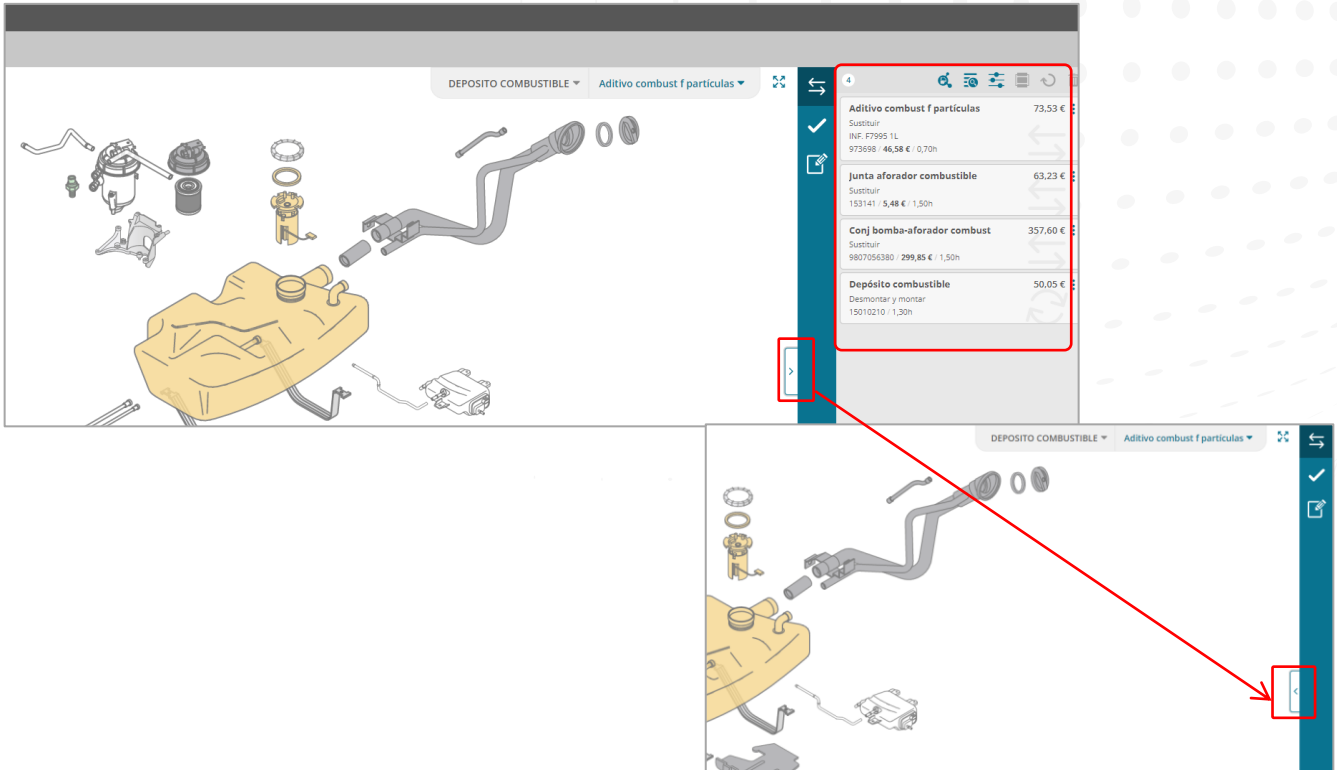 DEPOSITO COMBUSTIBLE
Aditivo combust f partículas
4
Aditivo combust f partículas 73,53 €
Sustituir
INF. F7995 1L
973698 / 46,58 € / 0,70h
Junta aforador combustible 63,23 €
Sustituir
153141 / 5,48 € / 1,50h
Conj bomba-aforador combust 357,60 €
Sustituir
9807056380 / 299,85 € / 1,50h
Depósito combustible 50,05 €
Desmontar y montar
15010210 / 1,30h
DEPOSITO COMBUSTIBLE
Aditivo combust f partículas